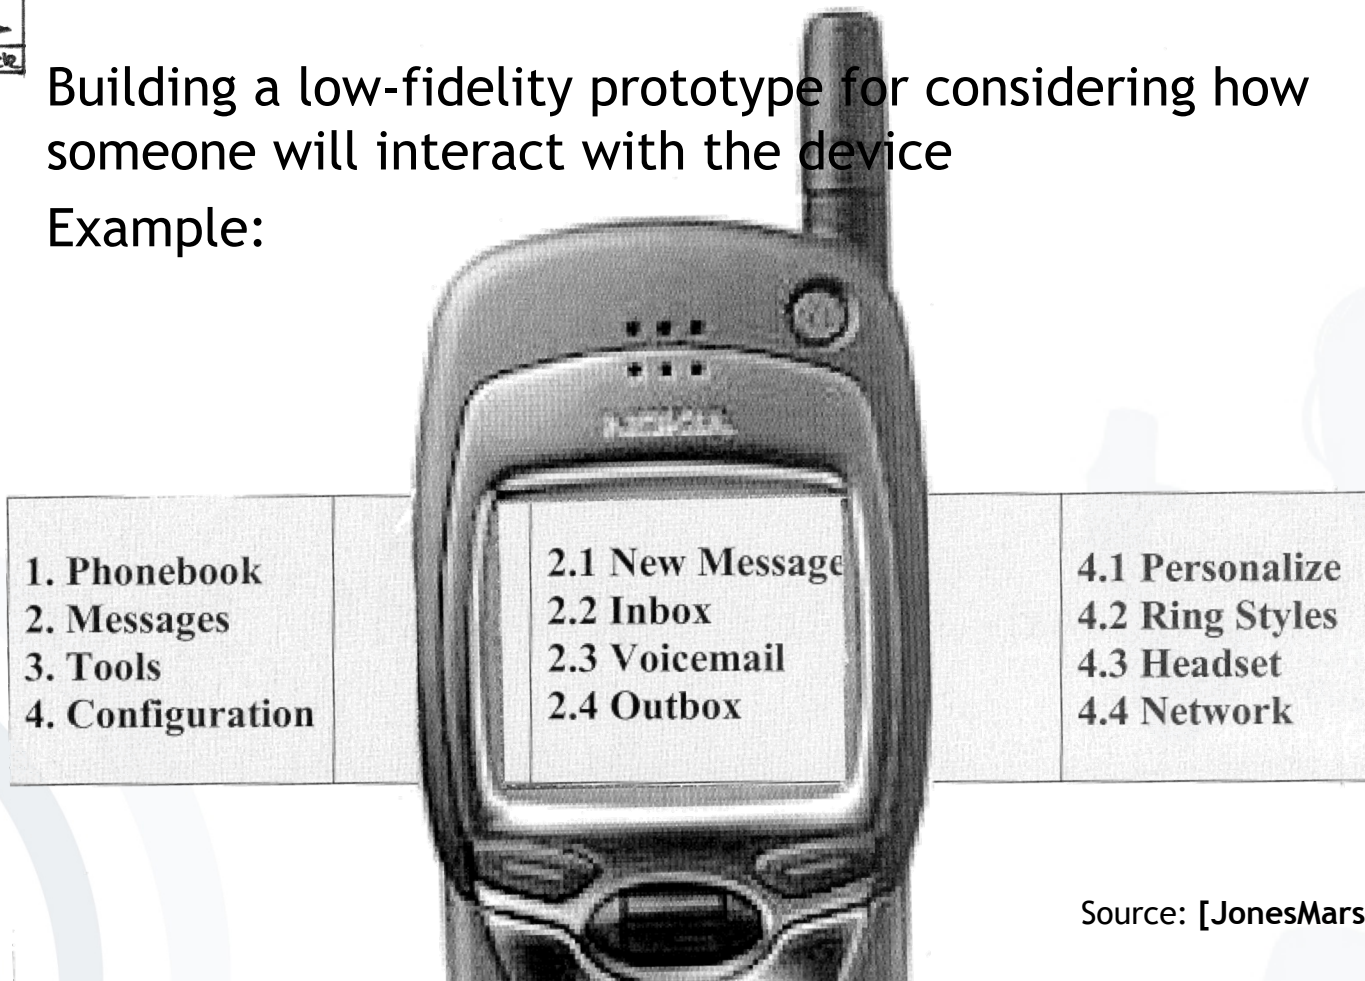 Building a low-fidelity prototype for considering how
someone will interact with the device
Example:
NOKIA
1. Phonebook
2. Messages
3. Tools
4. Configuration
2.1 New Message
2.2 Inbox
2.3 Voicemail
2.4 Outbox
4.1 Personalize
4.2 Ring Styles
4.3 Headset
4.4 Network
Source: [JonesMars